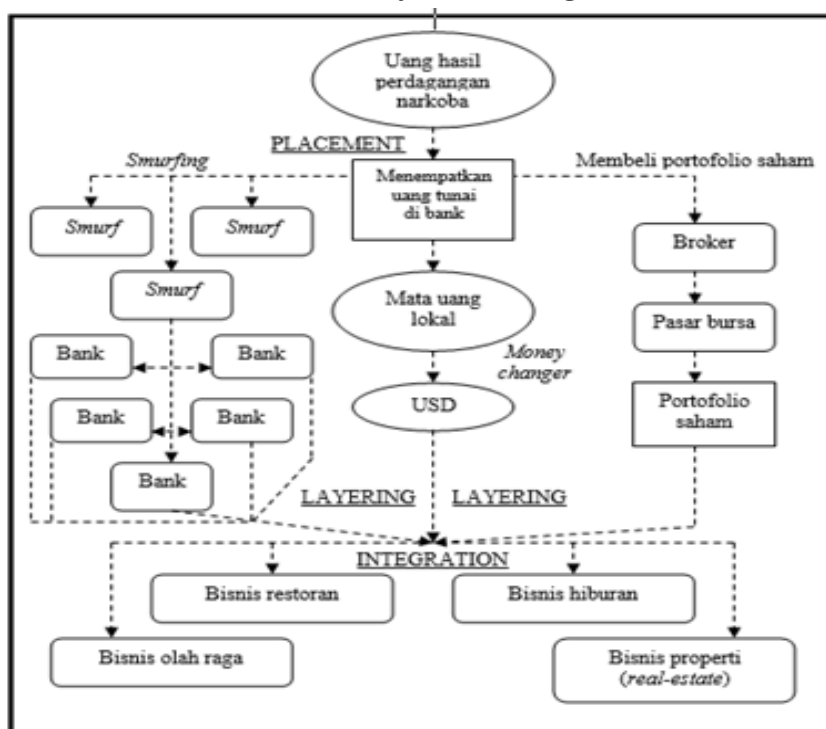 Uang hasil
perdagangan
narkoba
PLACEMENT
Smurfing
Membeli portofolio saham
Menempatkan
uang tunai
di bank
Smurf
Smurf
Broker
Smurf
Mata uang
lokal
Pasar bursa
Bank
Bank
Money
changer
USD
Portofolio
saham
Bank
Bank
Bank
LAYERING
LAYERING
INTEGRATION
Bisnis restoran
Bisnis hiburan
Bisnis olah raga
Bisnis properti
(real-estate)